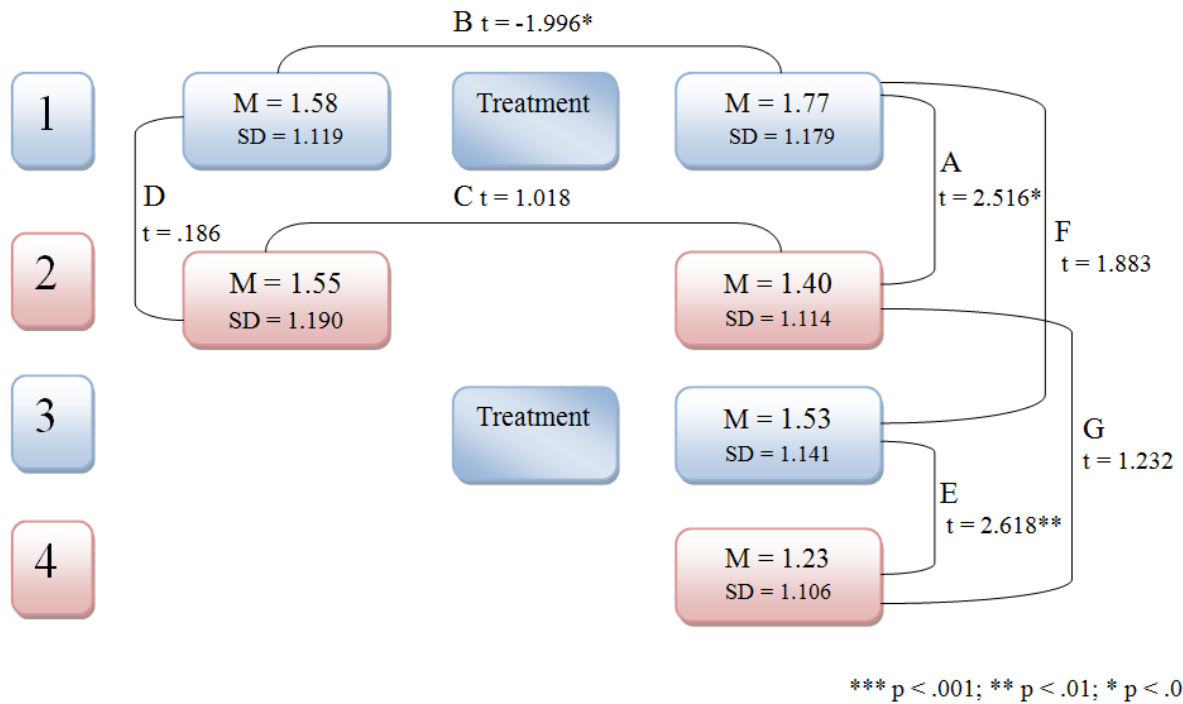 B t = -1.996*
1
M = 1.58
SD = 1.119
Treatment
M = 1.77
SD = 1.179
A
t = 2.516*
D
t = .186
C t = 1.018
F
t = 1.883
2
M = 1.55
SD = 1.190
M = 1.40
SD = 1.114
3
Treatment
M = 1.53
SD = 1.141
G
t = 1.232
E
t = 2.618**
4
M = 1.23
SD = 1.106
*** p < .001; ** p < .01; * p < .0